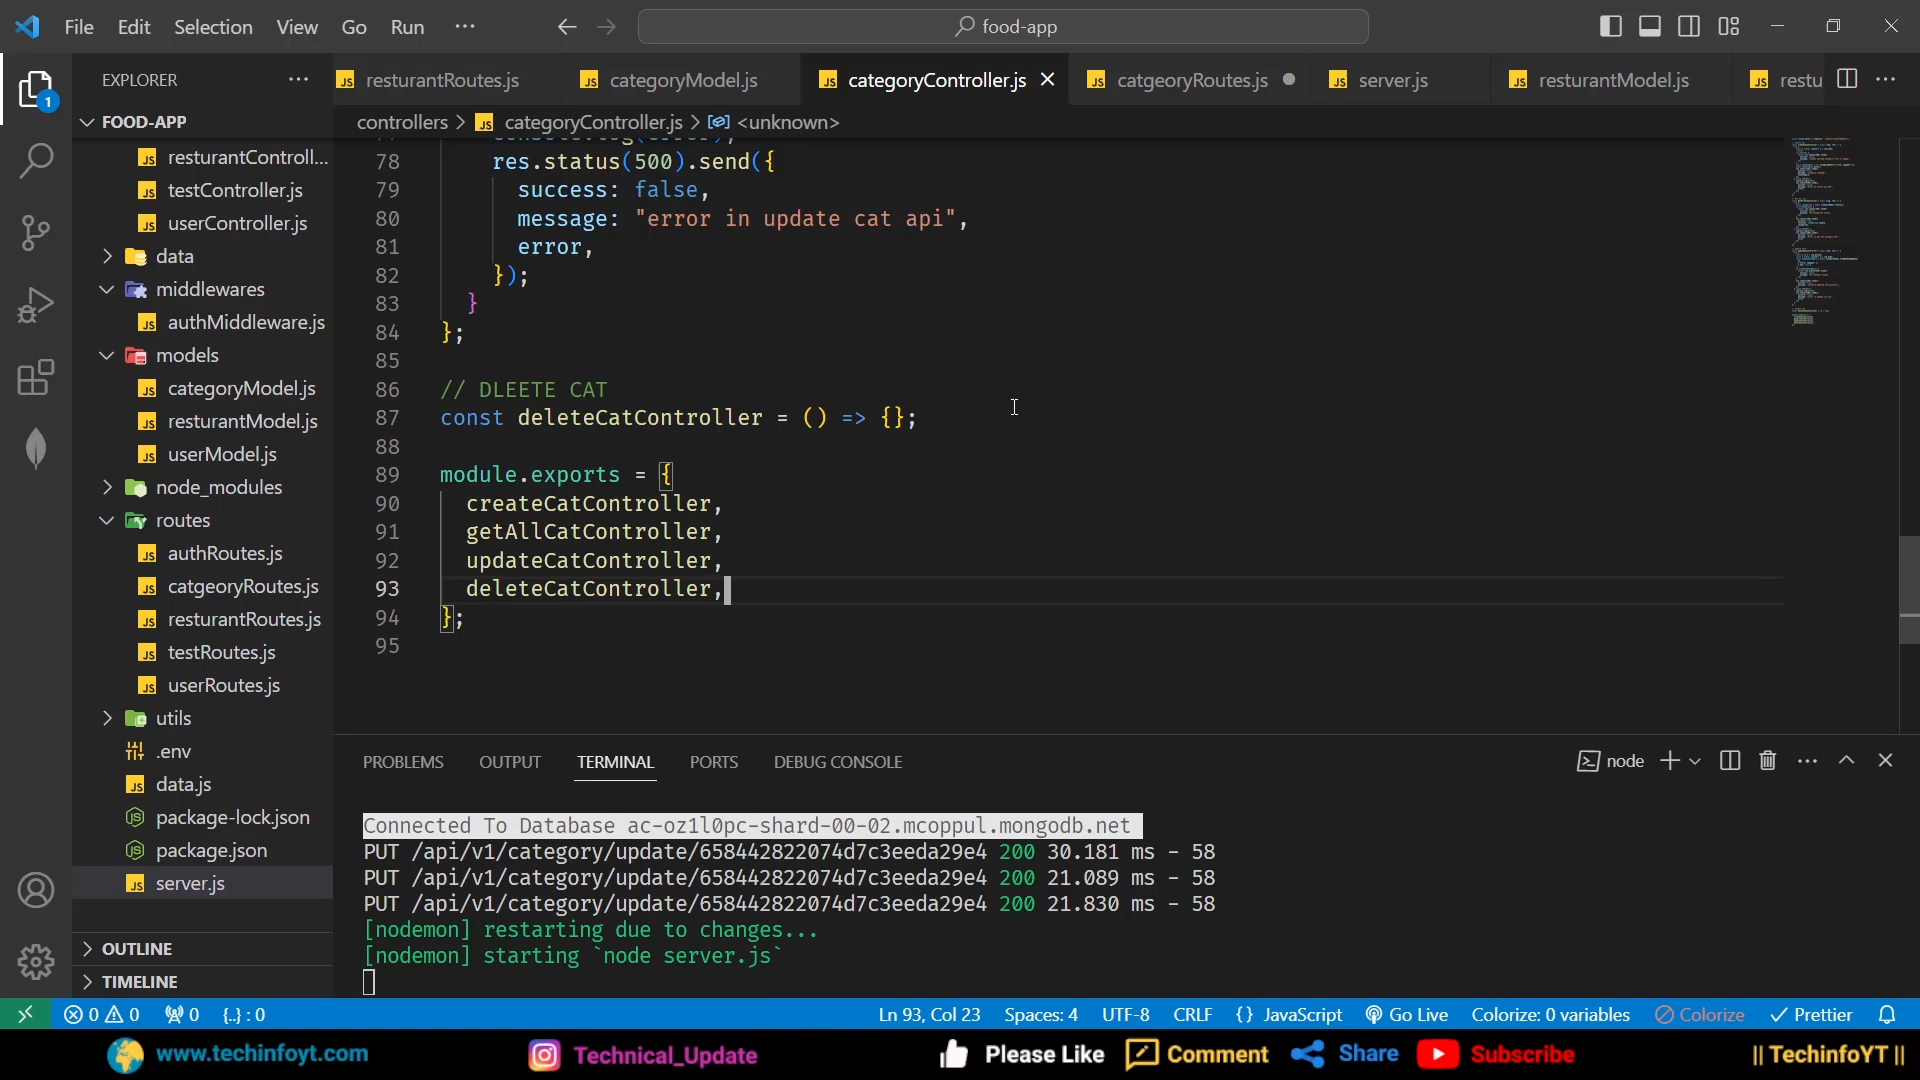 File Edit Selection View Go Run ··· food-app
EXPLORER ···
resturantRoutes.js categoryModel.js categoryController.js catgeoryRoutes.js server.js resturantModel.js restu ···
FOOD-APP
controllers > categoryController.js > <unknown>
resturantControll...
testController.js
userController.js
data
middlewares
authMiddleware.js
models
categoryModel.js
resturantModel.js
userModel.js
node_modules
routes
authRoutes.js
catgeoryRoutes.js
resturantRoutes.js
testRoutes.js
userRoutes.js
utils
.env
data.js
package-lock.json
package.json
server.js
OUTLINE
TIMELINE
78 res.status(500).send({
79 success: false,
80 message: "error in update cat api",
81 error,
82 });
83 }
84 };
85
86 // DLEETE CAT
87 const deleteCatController = () => {};
88
89 module.exports = {
90 createCatController,
91 getAllCatController,
92 updateCatController,
93 deleteCatController,
94 };
95
PROBLEMS OUTPUT TERMINAL PORTS DEBUG CONSOLE node
Connected To Database ac-oz1l0pc-shard-00-02.mcoppul.mongodb.net
PUT /api/v1/category/update/658442822074d7c3eeda29e4 200 30.181 ms - 58
PUT /api/v1/category/update/658442822074d7c3eeda29e4 200 21.089 ms - 58
PUT /api/v1/category/update/658442822074d7c3eeda29e4 200 21.830 ms - 58
[nodemon] restarting due to changes...
[nodemon] starting `node server.js`
0 0 0 {..} : 0 Ln 93, Col 23 Spaces: 4 UTF-8 CRLF {} JavaScript Go Live Colorize: 0 variables Colorize Prettier
www.techinfoyt.com Technical_Update Please Like Comment Share Subscribe || TechinfoYT ||